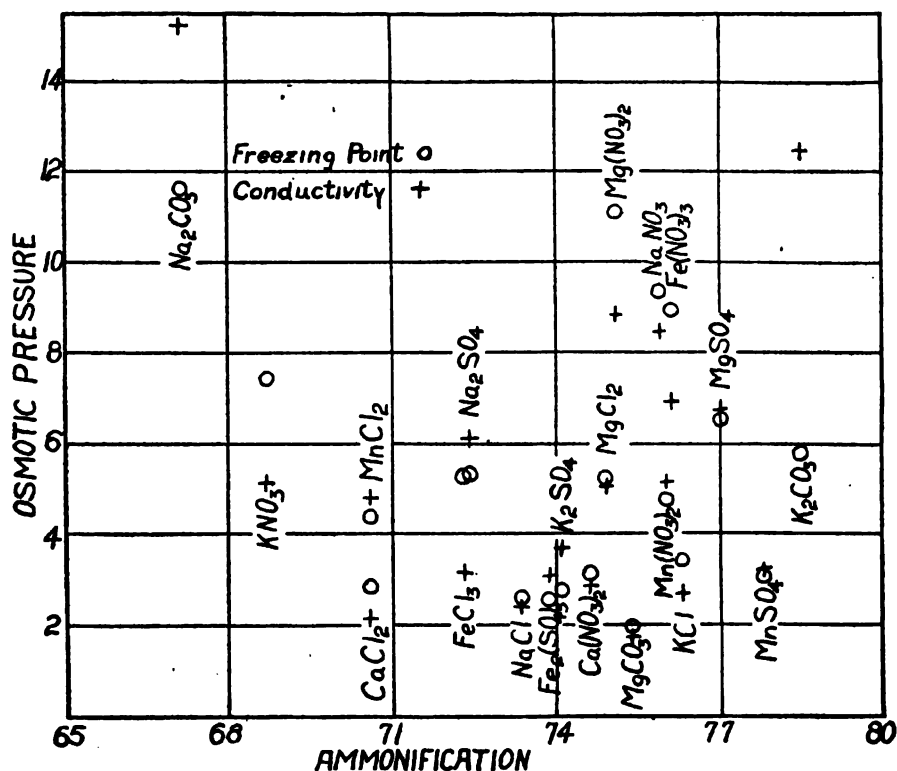 14
12
10
8
6
4
2
OSMOTIC PRESSURE
Freezing Point o
Conductivity +
Na2CO3
KNO3
MnCl2
CaCl2
Na2SO4
FeCl3
NaCl
Fe2(SO4)3
K2SO4
Ca(NO3)2
MgCl2
MgCO3
Mg(NO3)2
NaNO3
Fe(NO3)3
Mn(NO3)2
KCl
MgSO4
MnSO4
K2CO3
65 68 71 74 77 80
AMMONIFICATION